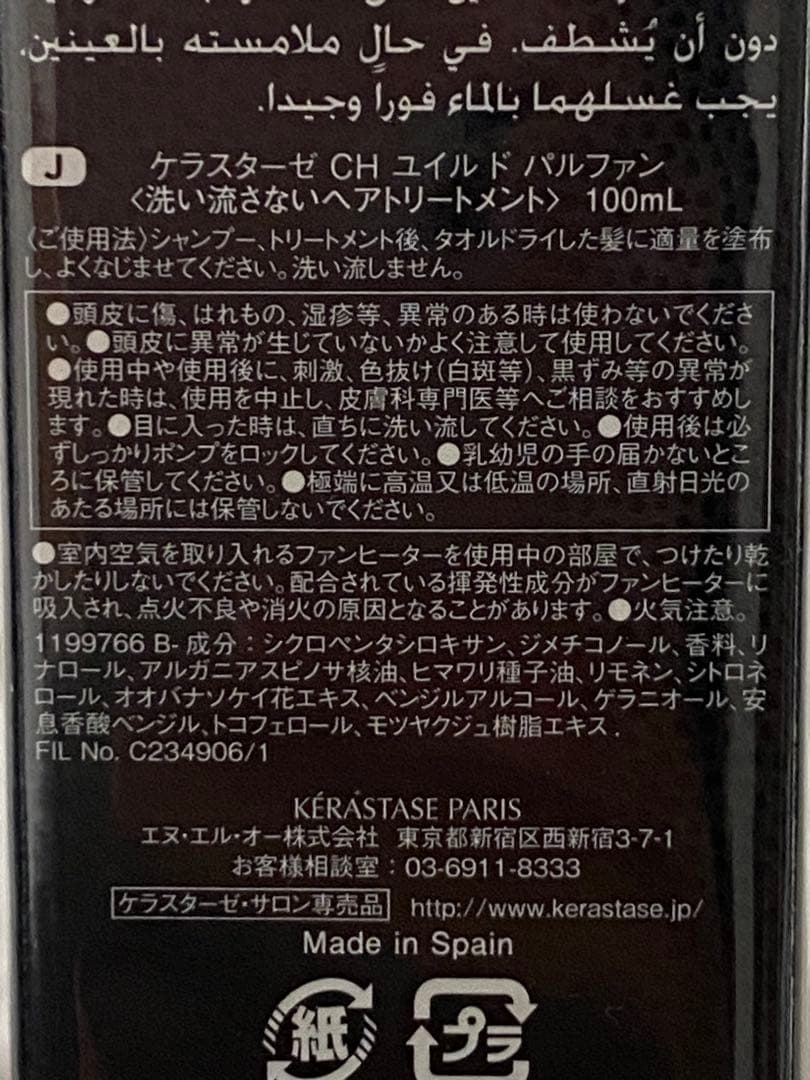 دون أن يُشطف. في حالٍ ملامسته بالعينين،
يجب غسلهما بالماء فوراً وجيداً.
J ケラスターゼ CH ユイル ド パルファン
〈洗い流さないヘアトリートメント〉 100mL
〈ご使用法〉シャンプー、トリートメント後、タオルドライした髪に適量を塗布
し、よくなじませてください。洗い流しません。
●頭皮に傷、はれもの、湿疹等、異常のある時は使わないでくださ
い。●頭皮に異常が生じていないかよく注意して使用してください。
●使用中や使用後に、刺激、色抜け(白斑等)、黒ずみ等の異常が
現れた時は、使用を中止し、皮膚科専門医等へご相談をおすすめし
ます。●目に入った時は、直ちに洗い流してください。●使用後は必
ずしっかりポンプをロックしてください。●乳幼児の手の届かないとこ
ろに保管してください。●極端に高温又は低温の場所、直射日光の
あたる場所には保管しないでください。
●室内空気を取り入れるファンヒーターを使用中の部屋で、つけたり乾
かしたりしないでください。配合されている揮発性成分がファンヒーターに
吸入され、点火不良や消火の原因となることがあります。●火気注意。
1199766 B- 成分：シクロペンタシロキサン、ジメチコノール、香料、リ
ナロール、アルガニアスピノサ核油、ヒマワリ種子油、リモネン、シトロネ
ロール、オオバナソケイ花エキス、ベンジルアルコール、ゲラニオール、安
息香酸ベンジル、トコフェロール、モツヤクジュ樹脂エキス .
FIL No. C234906/1
KÉRASTASE PARIS
エヌ・エル・オー株式会社 東京都新宿区西新宿3-7-1
お客様相談室：03-6911-8333
ケラスターゼ・サロン専売品 http://www.kerastase.jp/
Made in Spain
紙 プラ